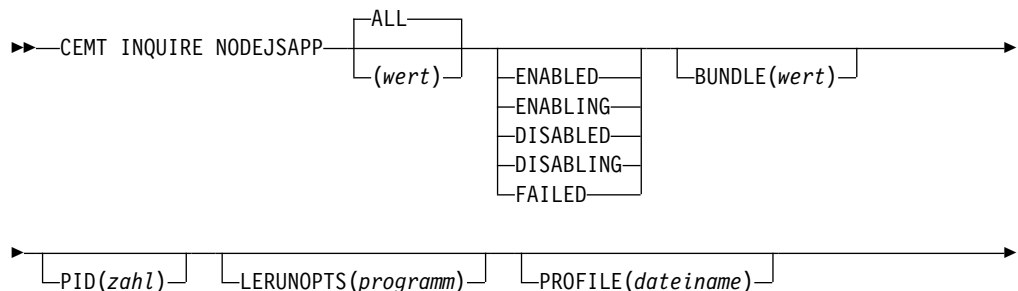 ALL
CEMT INQUIRE NODEJSAPP
(wert)
ENABLED
BUNDLE(wert)
ENABLING
DISABLED
DISABLING
FAILED
PID(zahl) LERUNOPTS(programm) PROFILE(dateiname)